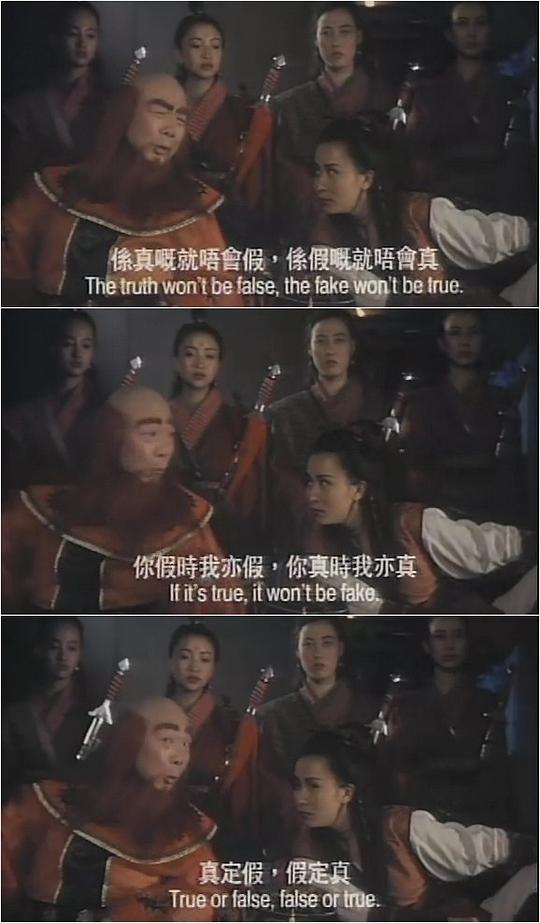 係真嘅就唔會假，係假嘅就唔會真
The truth won't be false, the fake won't be true.
你假時我亦假，你真時我亦真
If it's true, it won't be fake.
真定假，假定真
True or false, false or true.